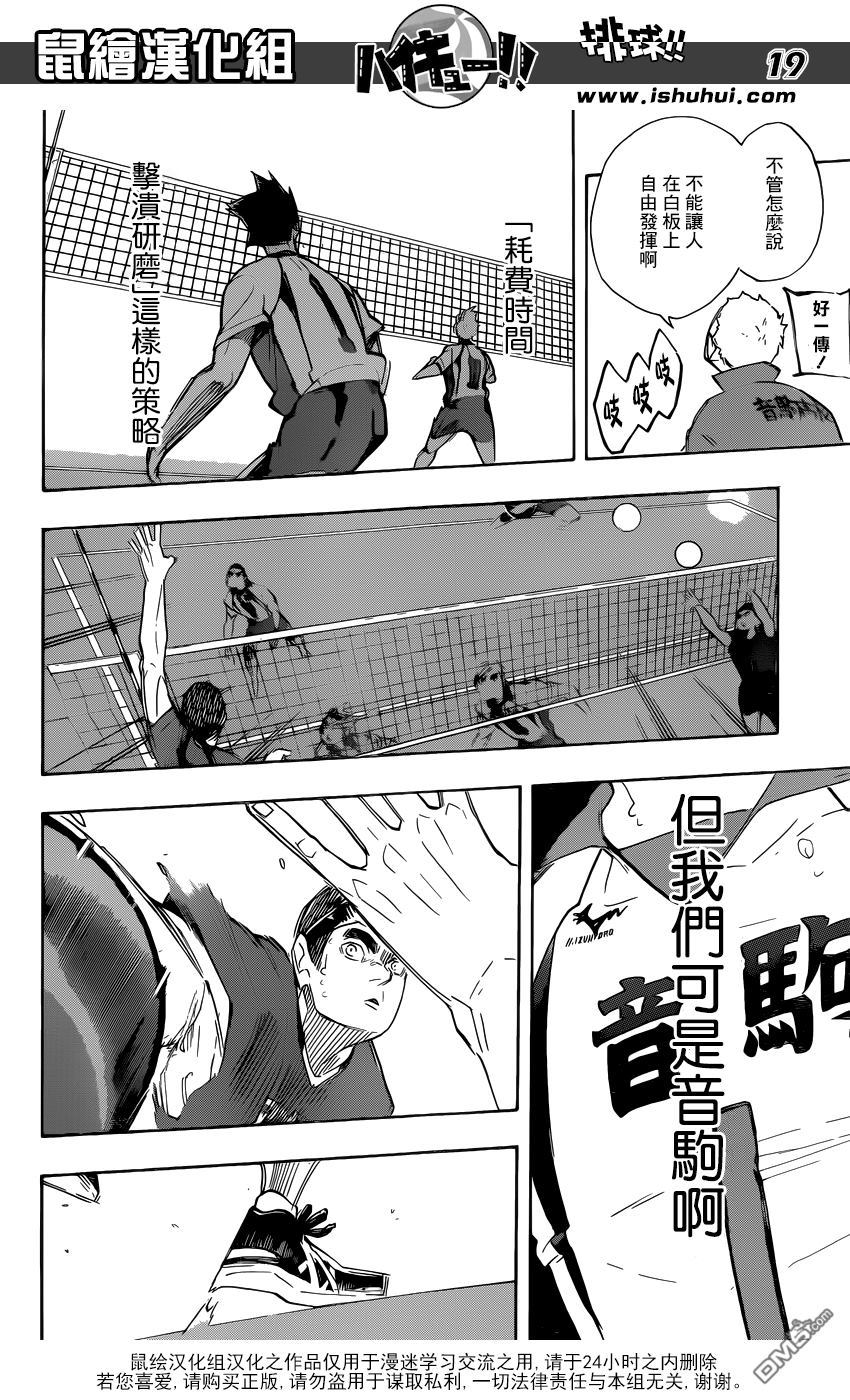 鼠繪漢化組
ハイキュー!!
排球!!
19
www.ishuhui.com
不管怎麼說
不能讓人
在白板上
自由發揮啊
好一傳!
吱吱吱
音駒
「耗費時間
擊潰研磨」這樣的策略
但我們可是音駒啊
音駒
MIZUNTORO
鼠绘汉化组汉化之作品仅用于漫迷学习交流之用, 请于24小时之内删除
若您喜爱, 请购买正版, 请勿盗用于谋取私利, 一切法律责任与本组无关, 谢谢.
DM5.com